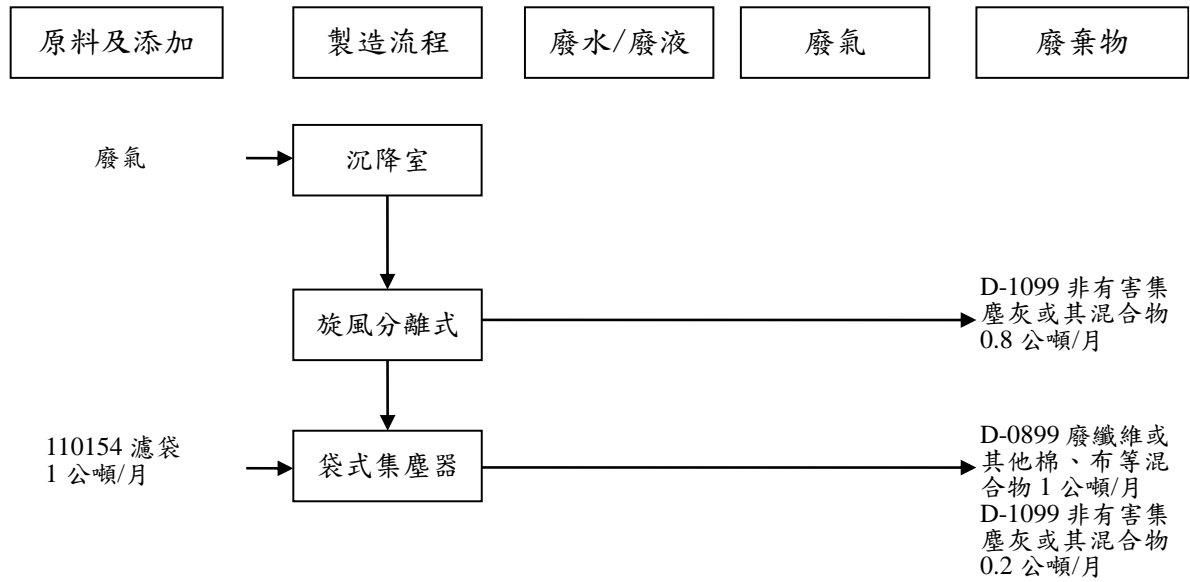 原料及添加
製造流程
廢水/廢液
廢氣
廢棄物
廢氣
沉降室
旋風分離式
D-1099 非有害集
塵灰或其混合物
0.8 公噸/月
110154 濾袋
1 公噸/月
袋式集塵器
D-0899 廢纖維或
其他棉、布等混
合物 1 公噸/月
D-1099 非有害集
塵灰或其混合物
0.2 公噸/月